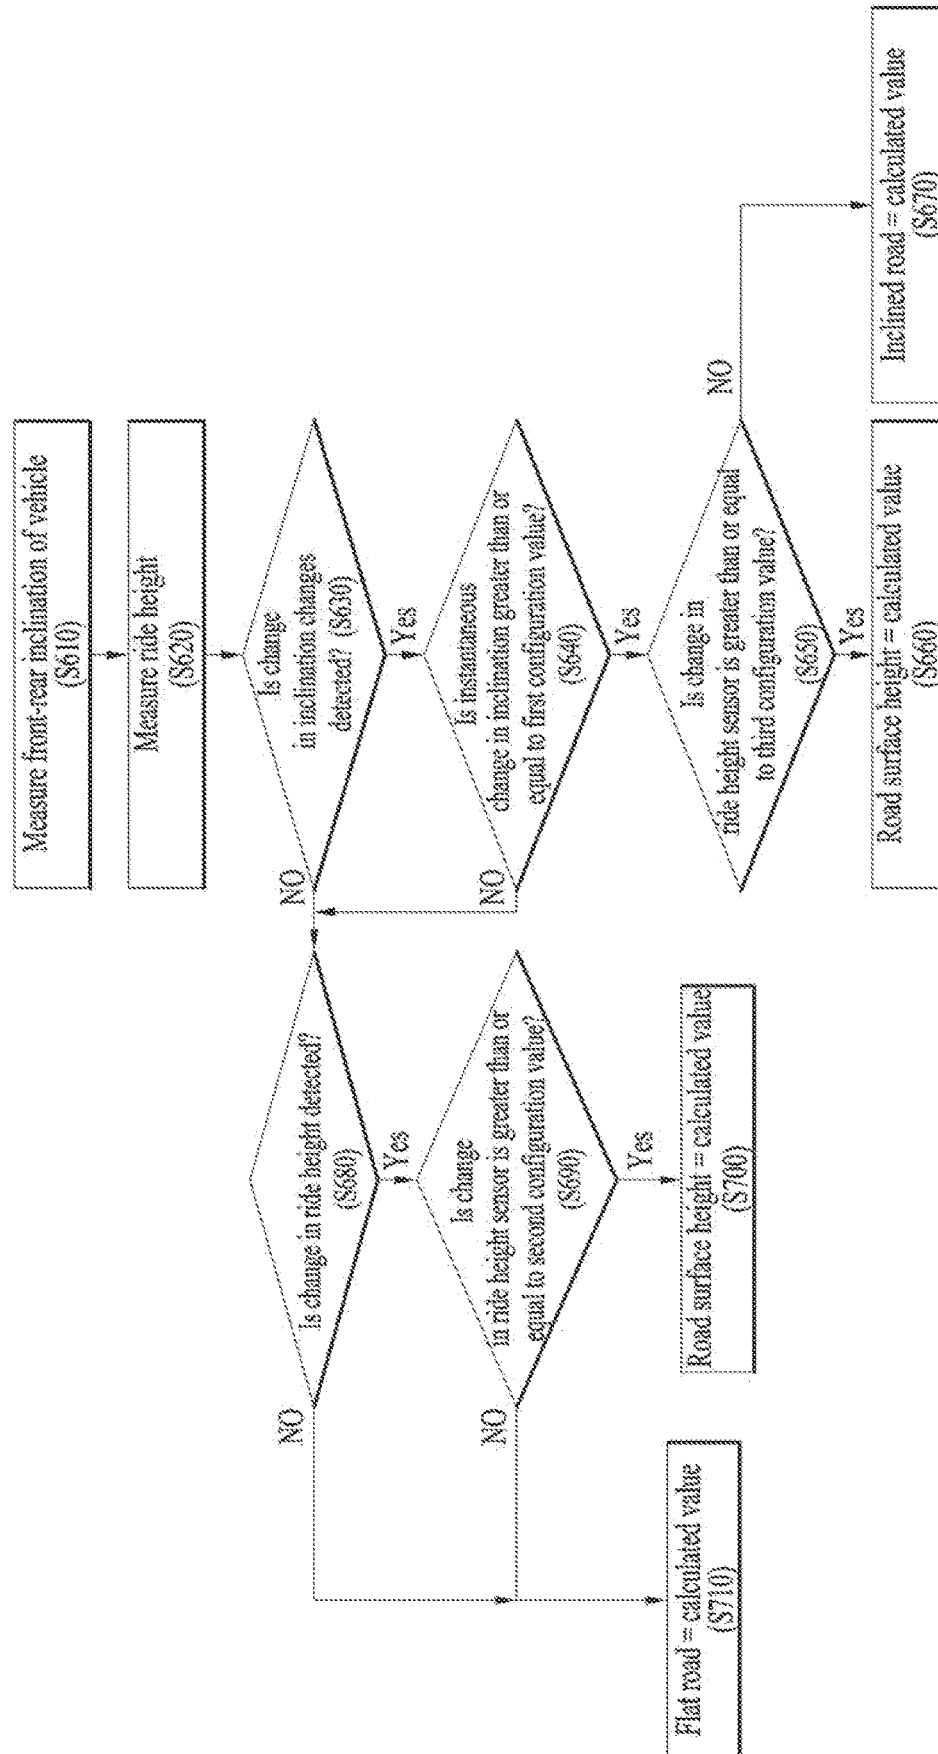 Measure front-rear inclination of vehicle
(S610)
Measure ride height
(S620)
Is change
in inclination changes
detected? (S630)
NO
Yes
Is instantaneous
change in inclination greater than or
equal to first configuration value?
(S640)
NO
Yes
Is change in
ride height sensor is greater than or equal
to third configuration value?
(S650)
NO
Yes
Road surface height = calculated value
(S660)
Inclined road = calculated value
(S670)
Is change in ride height detected?
(S680)
NO
Yes
Is change
in ride height sensor is greater than or
equal to second configuration value?
(S690)
NO
Yes
Road surface height = calculated value
(S700)
Flat road = calculated value
(S710)